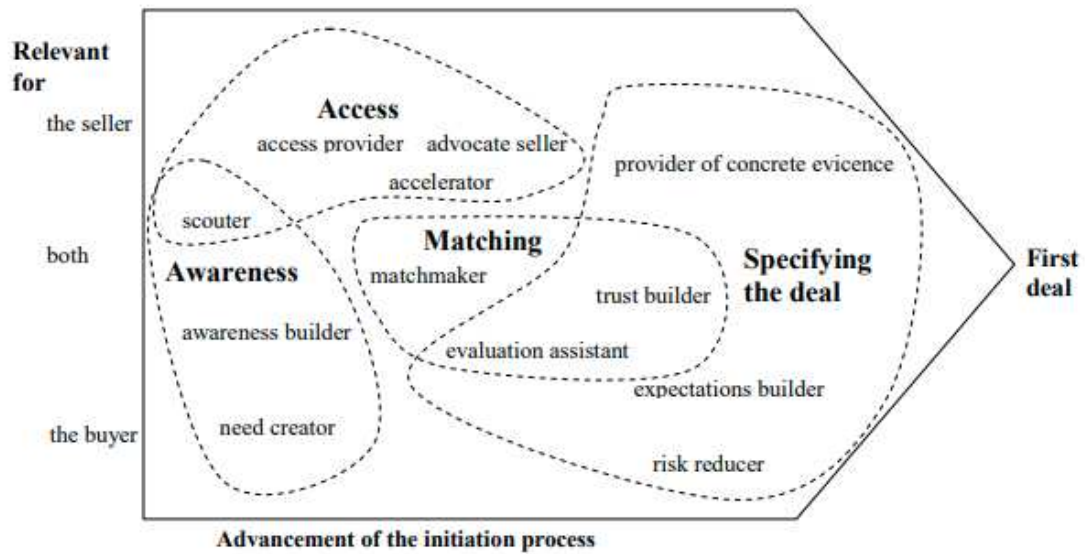 Relevant
for
the seller
both
the buyer
Access
access provider
advocate seller
accelerator
scouter
Awareness
awareness builder
need creator
Matching
matchmaker
evaluation assistant
trust builder
provider of concrete evicence
Specifying
the deal
expectations builder
risk reducer
First
deal
Advancement of the initiation process